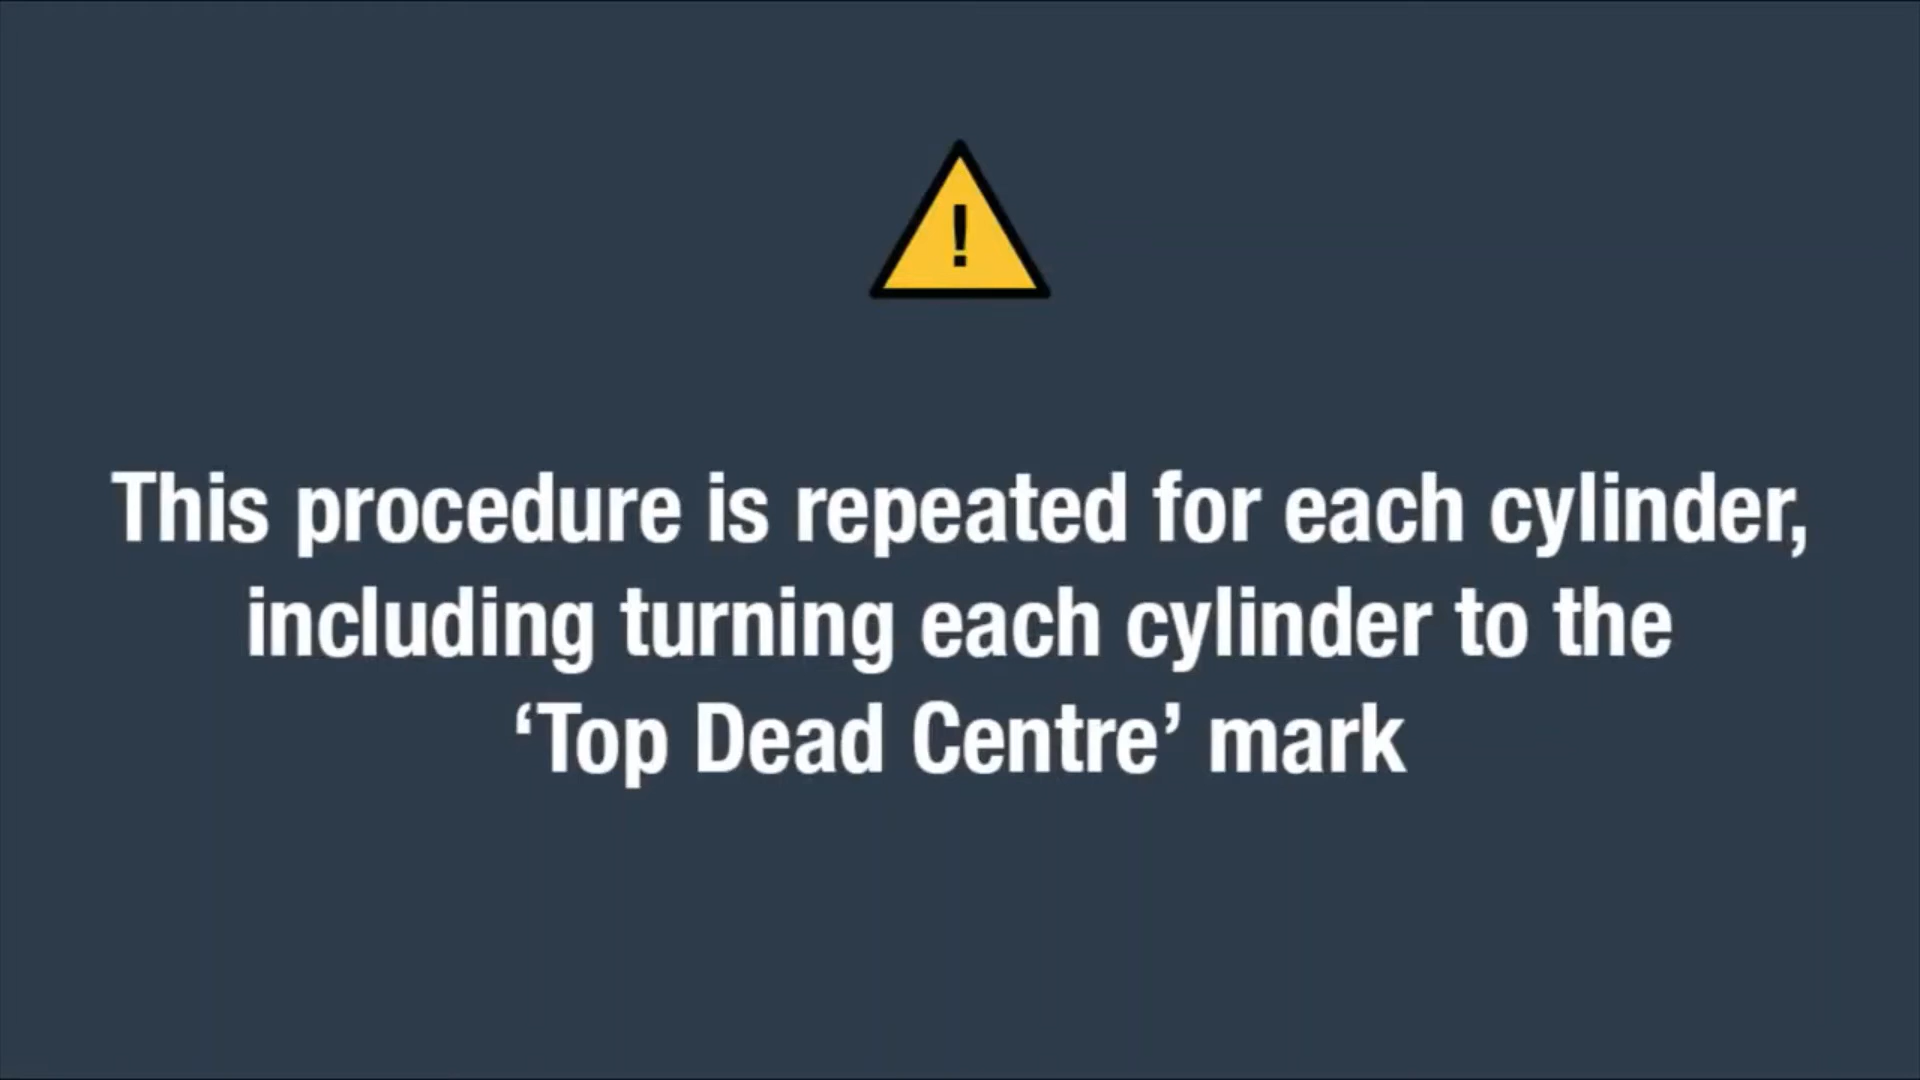 !
This procedure is repeated for each cylinder,
including turning each cylinder to the
‘Top Dead Centre’ mark